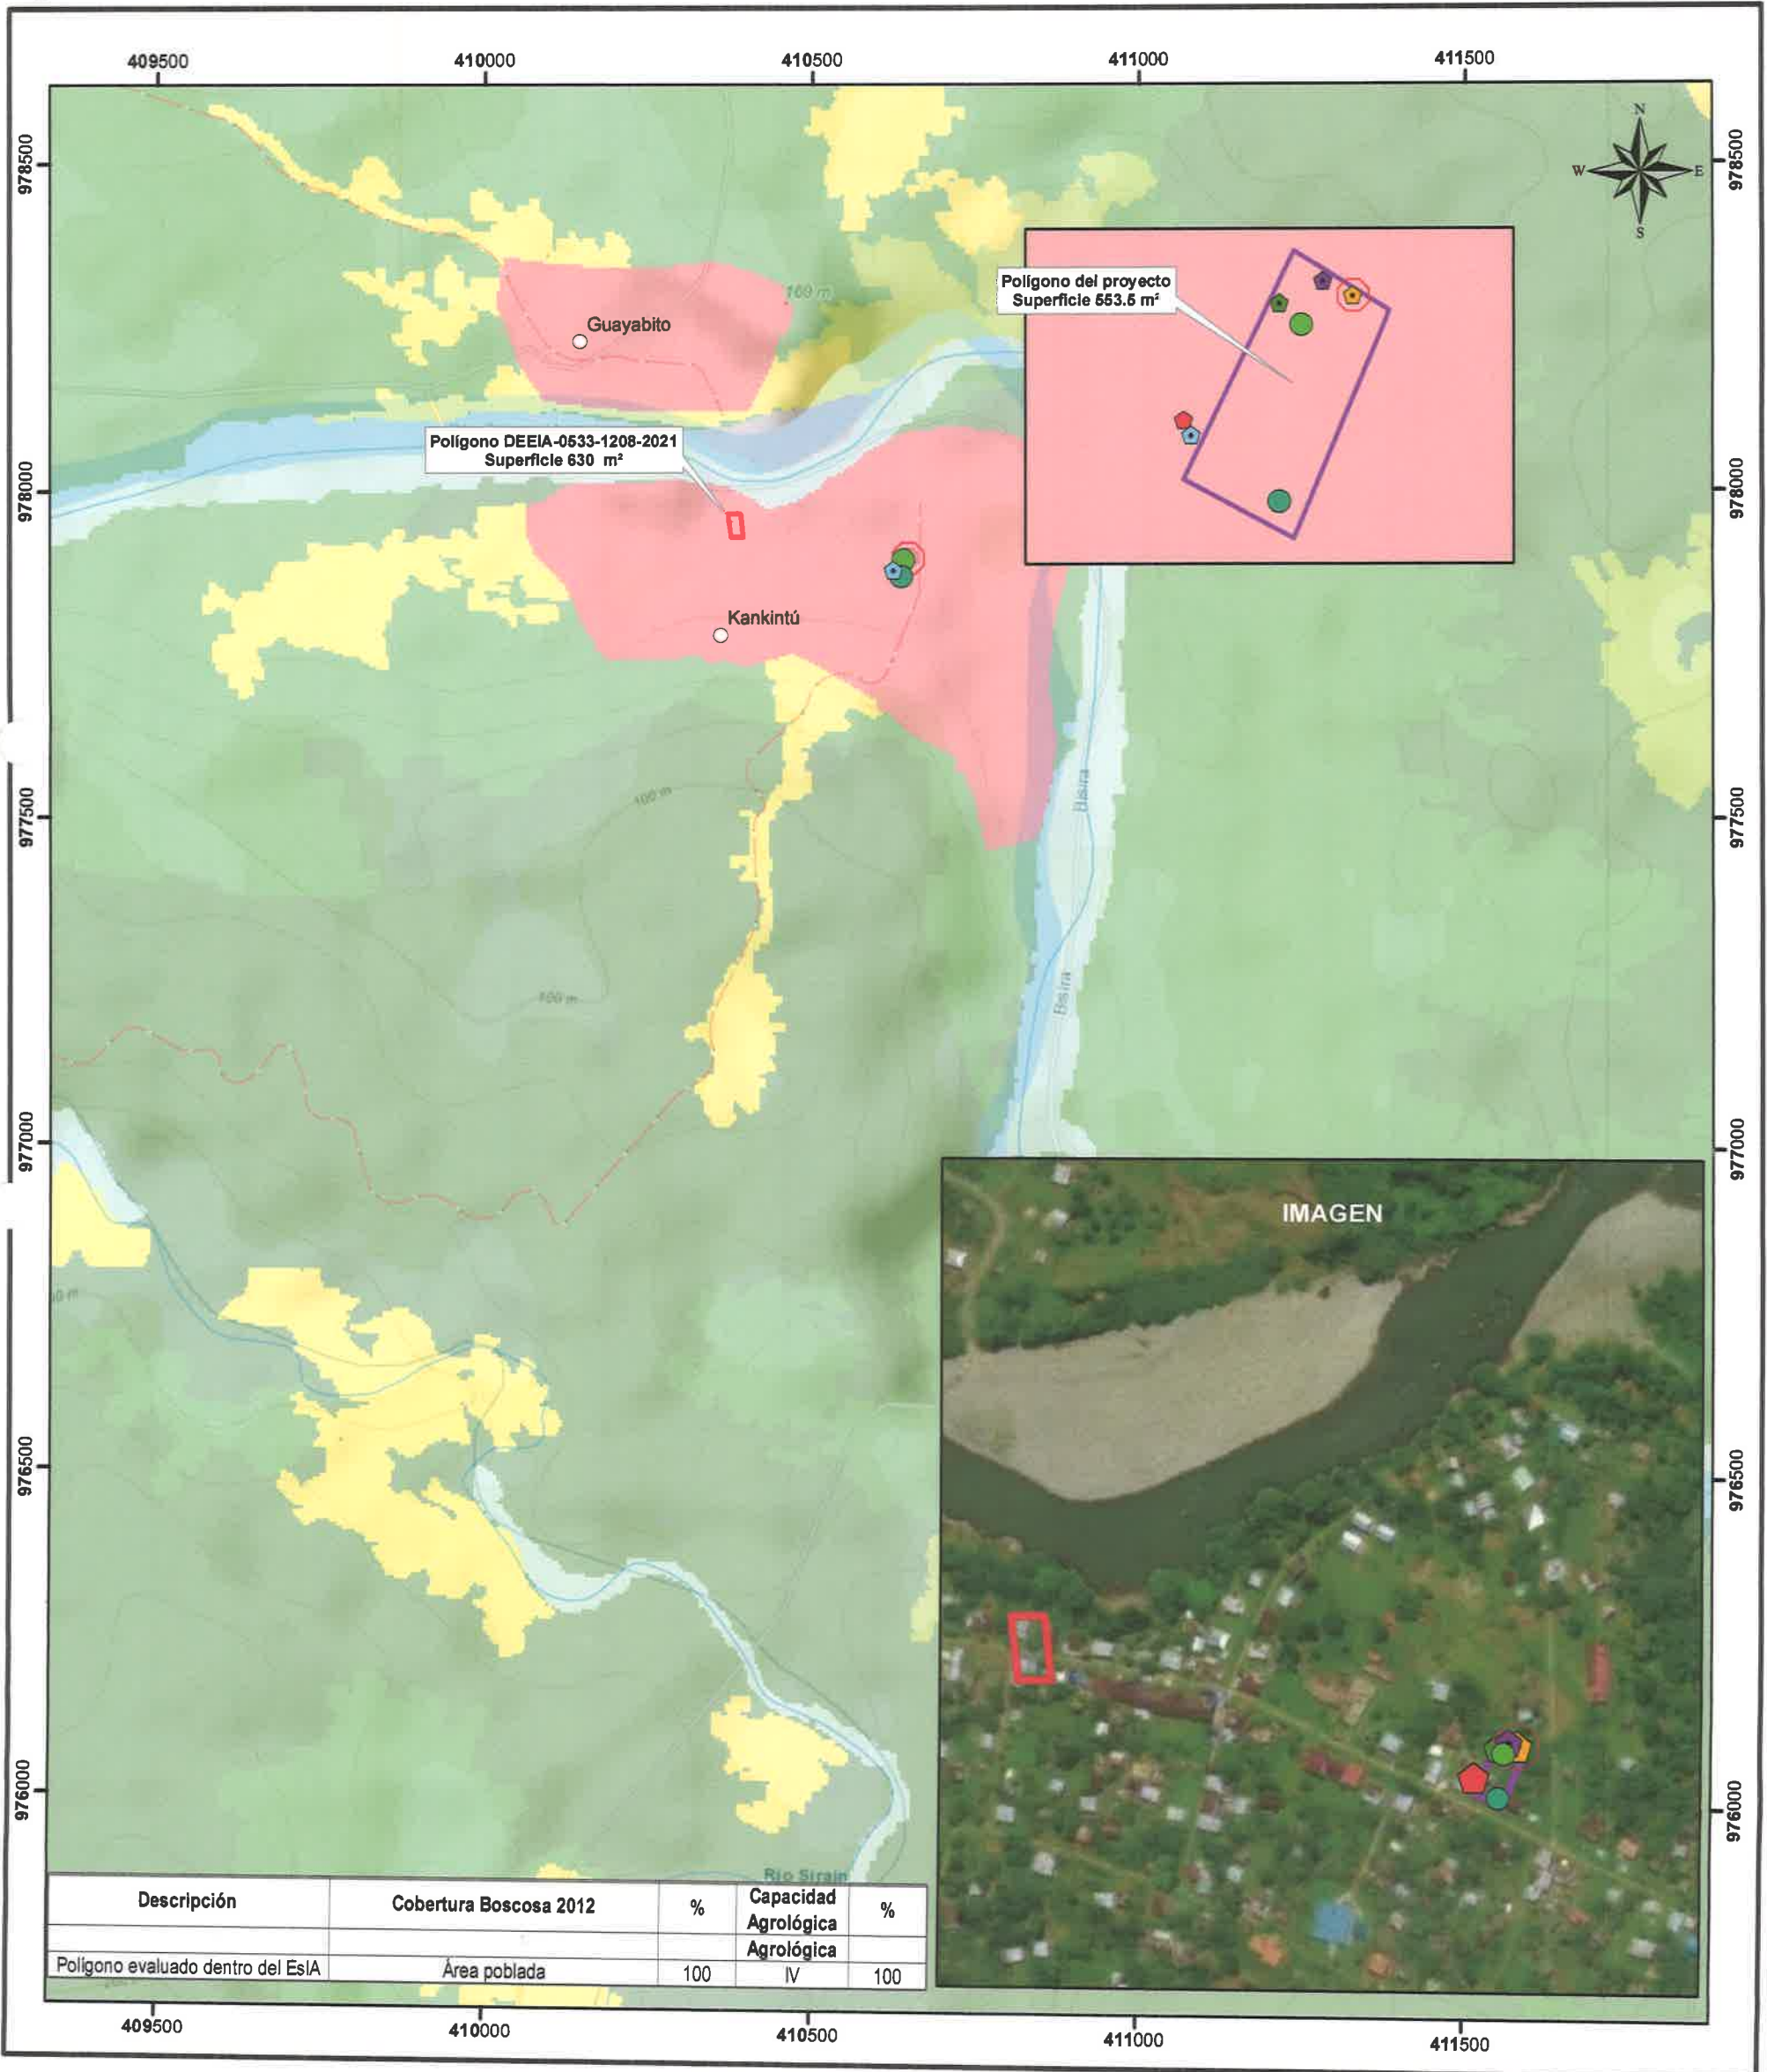 409500 410000 410500 411000 411500
978500
978500
N
W E
S
Polígono del proyecto
Superficie 553.5 m²
Guayabito
Polígono DEEIA-0533-1208-2021
Superficie 630 m²
978000
978000
Kankintú
977500
977500
100 m
Bisira
100 m
Bisira
977000
977000
IMAGEN
976500
976500
976000
976000
Río Sirain
Descripción Cobertura Boscosa 2012 % Capacidad Agrológica %
Agrológica
Polígono evaluado dentro del EsIA Área poblada 100 IV 100
409500 410000 410500 411000 411500